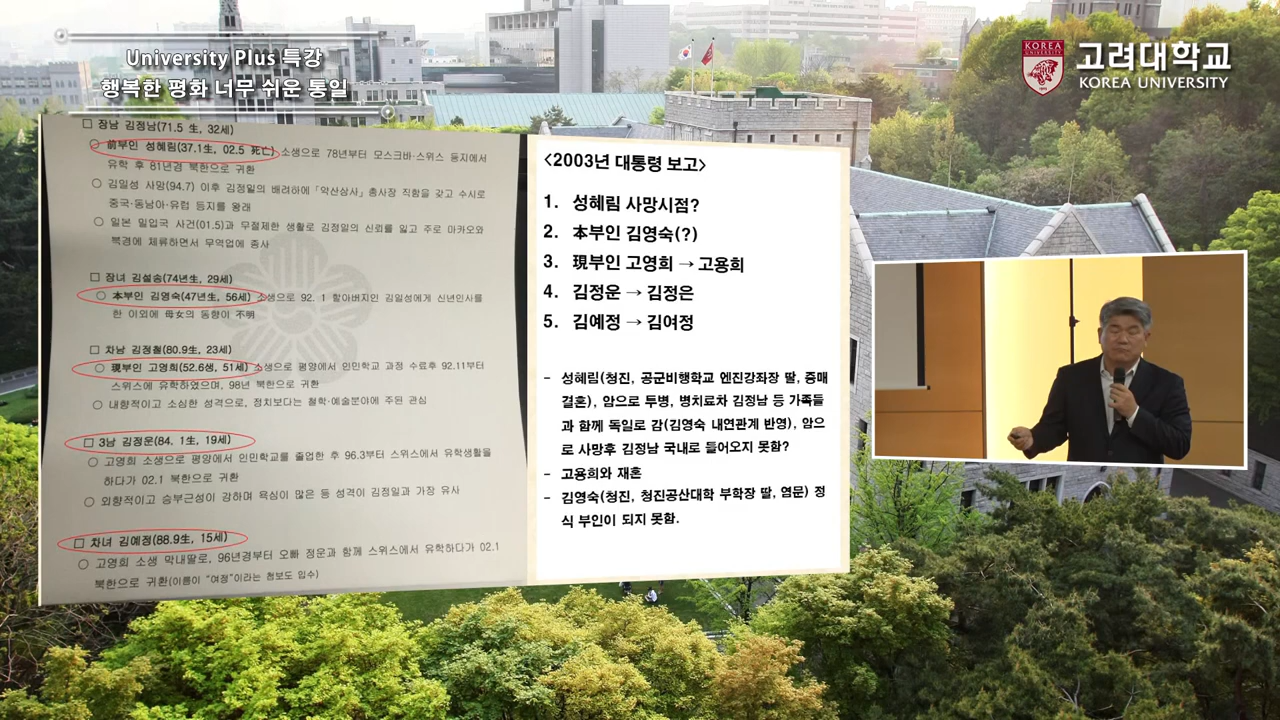 University Plus 특강
행복한 평화 너무 쉬운 통일
KOREA
UNIVERSITY
고려대학교
KOREA UNIVERSITY
□ 장남 김정남(71.5 生, 32세)
○ 前부인 성혜림(37.1生, 02.5 死亡) 소생으로 78년부터 모스크바·스위스 등지에서
유학 후 81년경 북한으로 귀환
○ 김일성 사망(94.7) 이후 김정일의 배려하에 「악산상사」 총사장 직함을 갖고 수시로
중국·동남아·유럽 등지를 왕래
○ 일본 밀입국 사건(01.5)과 무절제한 생활로 김정일의 신뢰를 잃고 주로 마카오와
북경에 체류하면서 무역업에 종사
□ 장녀 김설송(74年生, 29세)
○ 本부인 김영숙(47년生, 56세) 소생으로 92. 1 할아버지인 김일성에게 신년인사를
한 이외에 母女의 동향이 不明
□ 차남 김정철(80.9生, 23세)
○ 現부인 고영희(52.6생, 51세) 소생으로 평양에서 인민학교 과정 수료후 92.11부터
스위스에 유학하였으며, 98년 북한으로 귀환
○ 내향적이고 소심한 성격으로, 정치보다는 철학·예술분야에 주된 관심
□ 3남 김정운(84. 1生, 19세)
○ 고영희 소생으로 평양에서 인민학교를 졸업한 후 96.3부터 스위스에서 유학생활을
하다가 02.1 북한으로 귀환
○ 외향적이고 승부근성이 강하며 욕심이 많은 등 성격이 김정일과 가장 유사
□ 차녀 김예정(88.9生, 15세)
○ 고영희 소생 막내딸로, 96년경부터 오빠 정운과 함께 스위스에서 유학하다가 02.1
북한으로 귀환(이름이 "여정"이라는 첩보도 입수)
<2003년 대통령 보고>
1. 성혜림 사망시점?
2. 本부인 김영숙(?)
3. 現부인 고영희 → 고용희
4. 김정운 → 김정은
5. 김예정 → 김여정
- 성혜림(청진, 공군비행학교 엔진강좌장 딸, 중매
결혼), 암으로 투병, 병치료차 김정남 등 가족들
과 함께 독일로 감(김영숙 내연관계 반영), 암으
로 사망후 김정남 국내로 들어오지 못함?
- 고용희와 재혼
- 김영숙(청진, 청진공산대학 부학장 딸, 염문) 정
식 부인이 되지 못함.